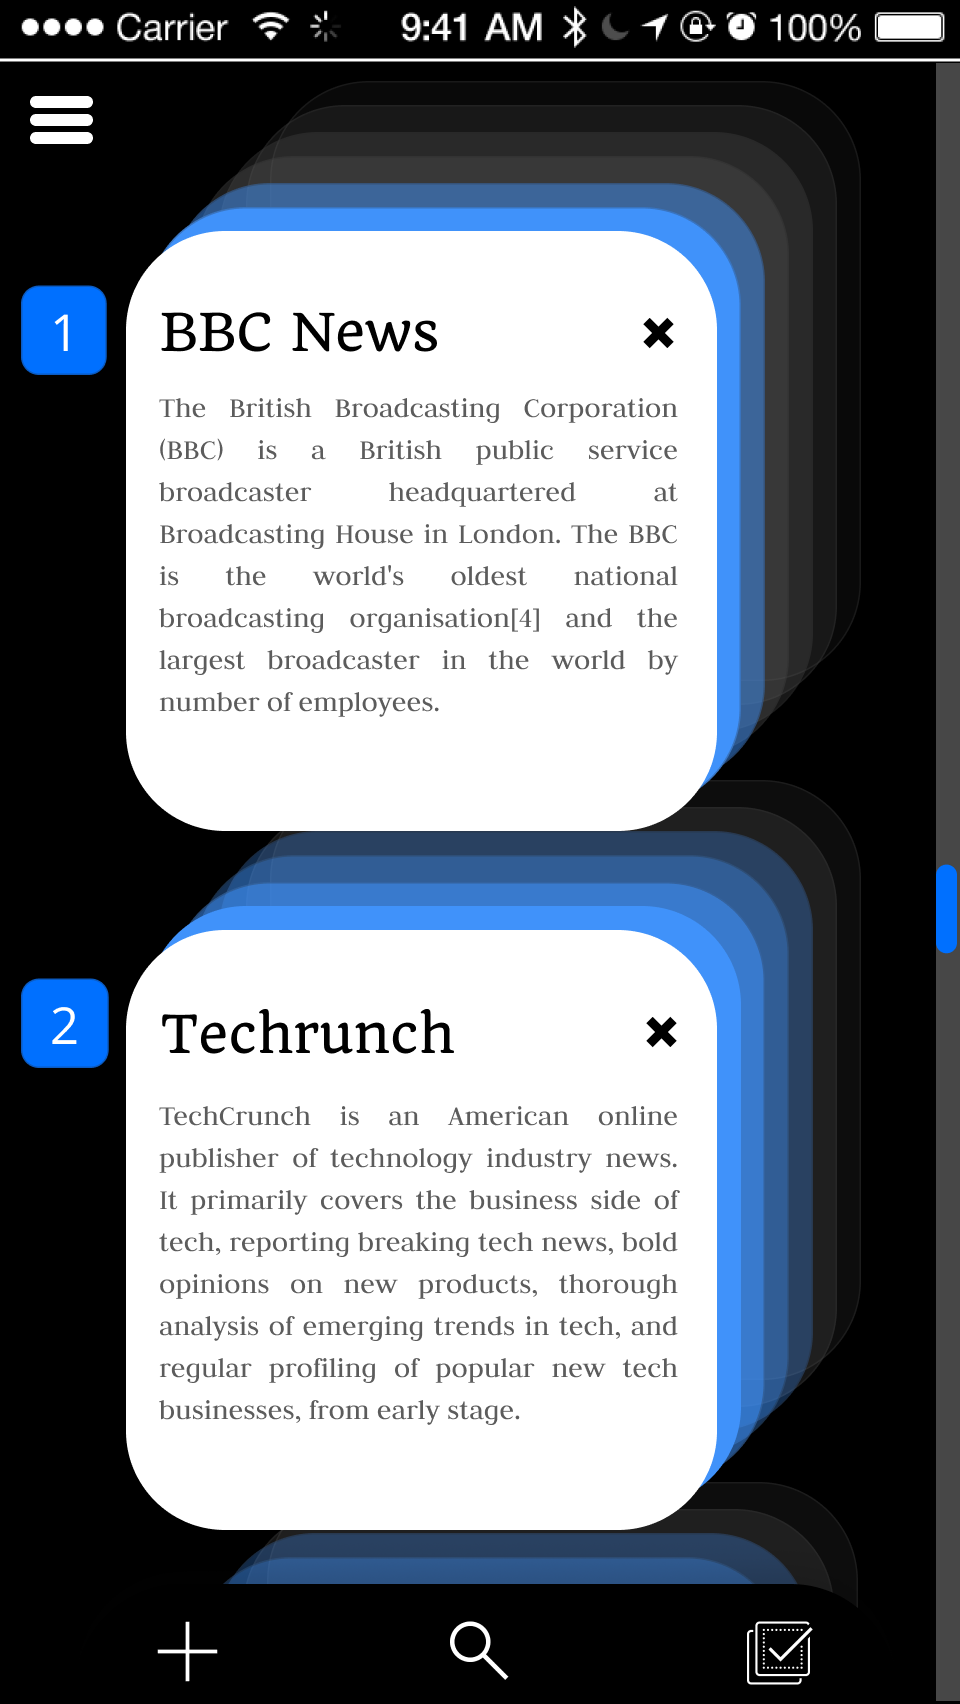 Carrier 9:41 AM 100%
1
BBC News
The British Broadcasting Corporation
(BBC) is a British public service
broadcaster headquartered at
Broadcasting House in London. The BBC
is the world's oldest national
broadcasting organisation[4] and the
largest broadcaster in the world by
number of employees.
2
Techrunch
TechCrunch is an American online
publisher of technology industry news.
It primarily covers the business side of
tech, reporting breaking tech news, bold
opinions on new products, thorough
analysis of emerging trends in tech, and
regular profiling of popular new tech
businesses, from early stage.